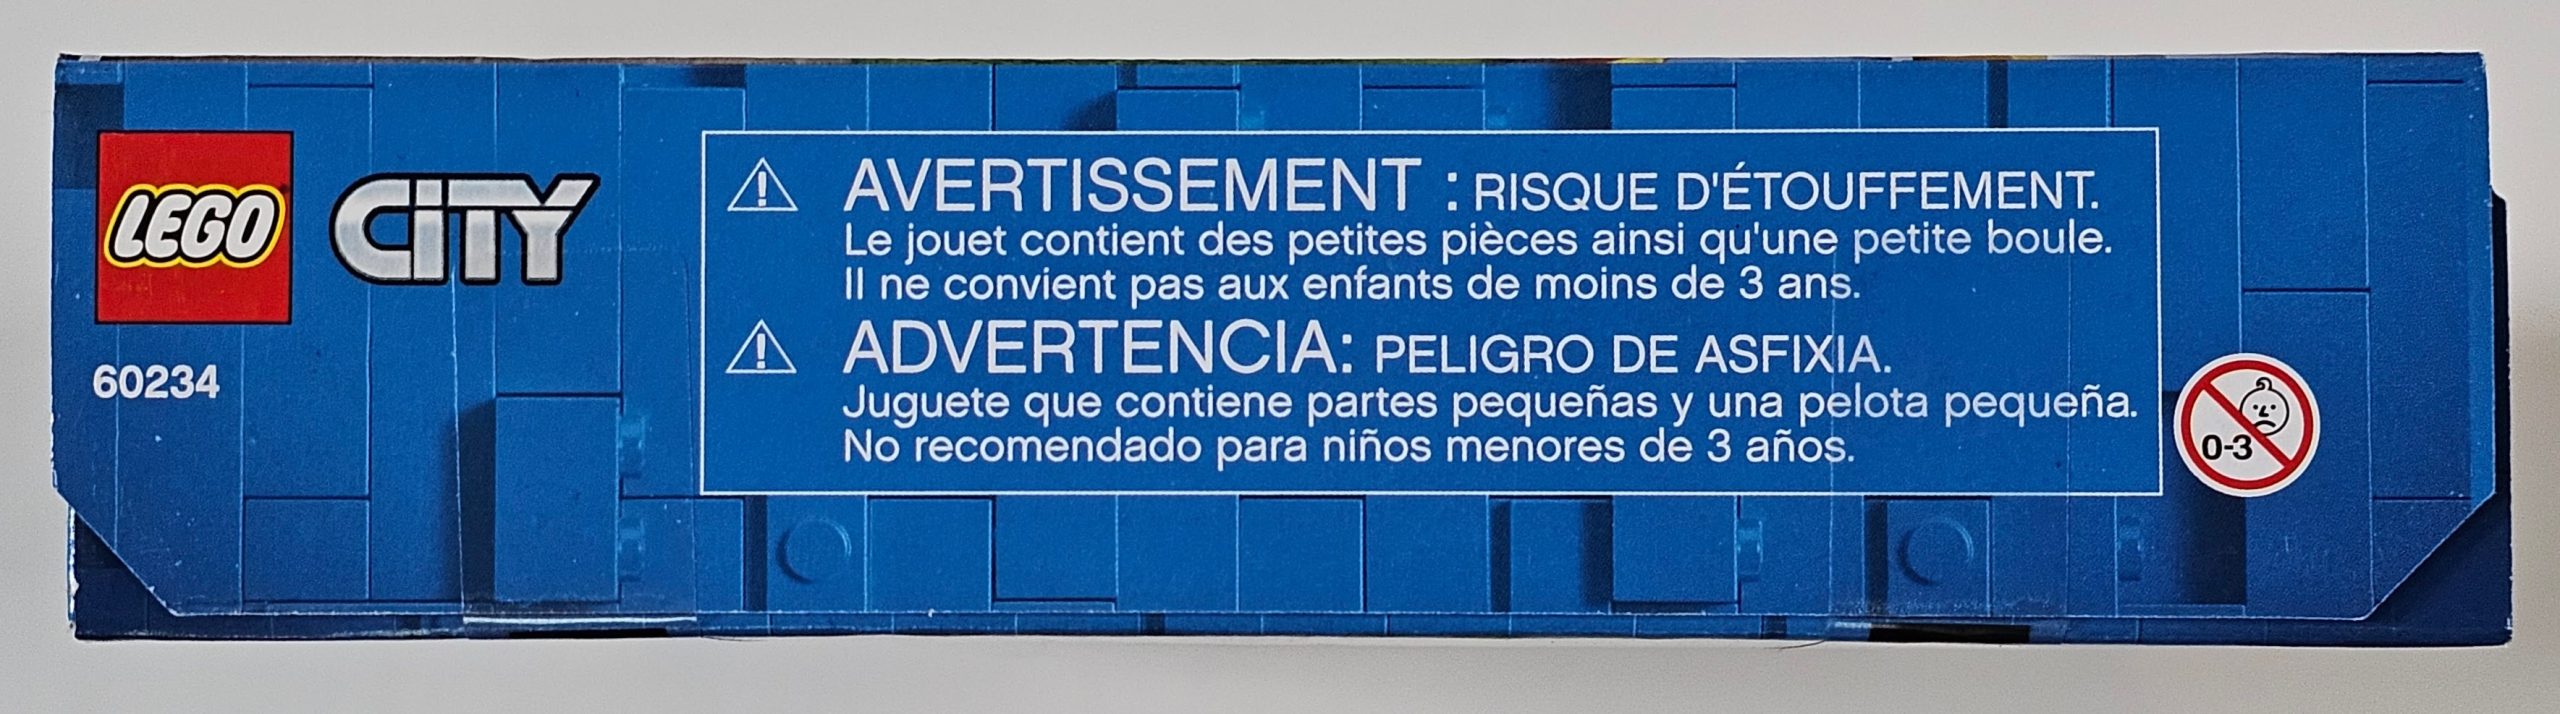 LEGO CITY
60234
AVERTISSEMENT : RISQUE D'ÉTOUFFEMENT.
Le jouet contient des petites pièces ainsi qu'une petite boule.
Il ne convient pas aux enfants de moins de 3 ans.
ADVERTENCIA: PELIGRO DE ASFIXIA.
Juguete que contiene partes pequeñas y una pelota pequeña.
No recomendado para niños menores de 3 años.
0-3